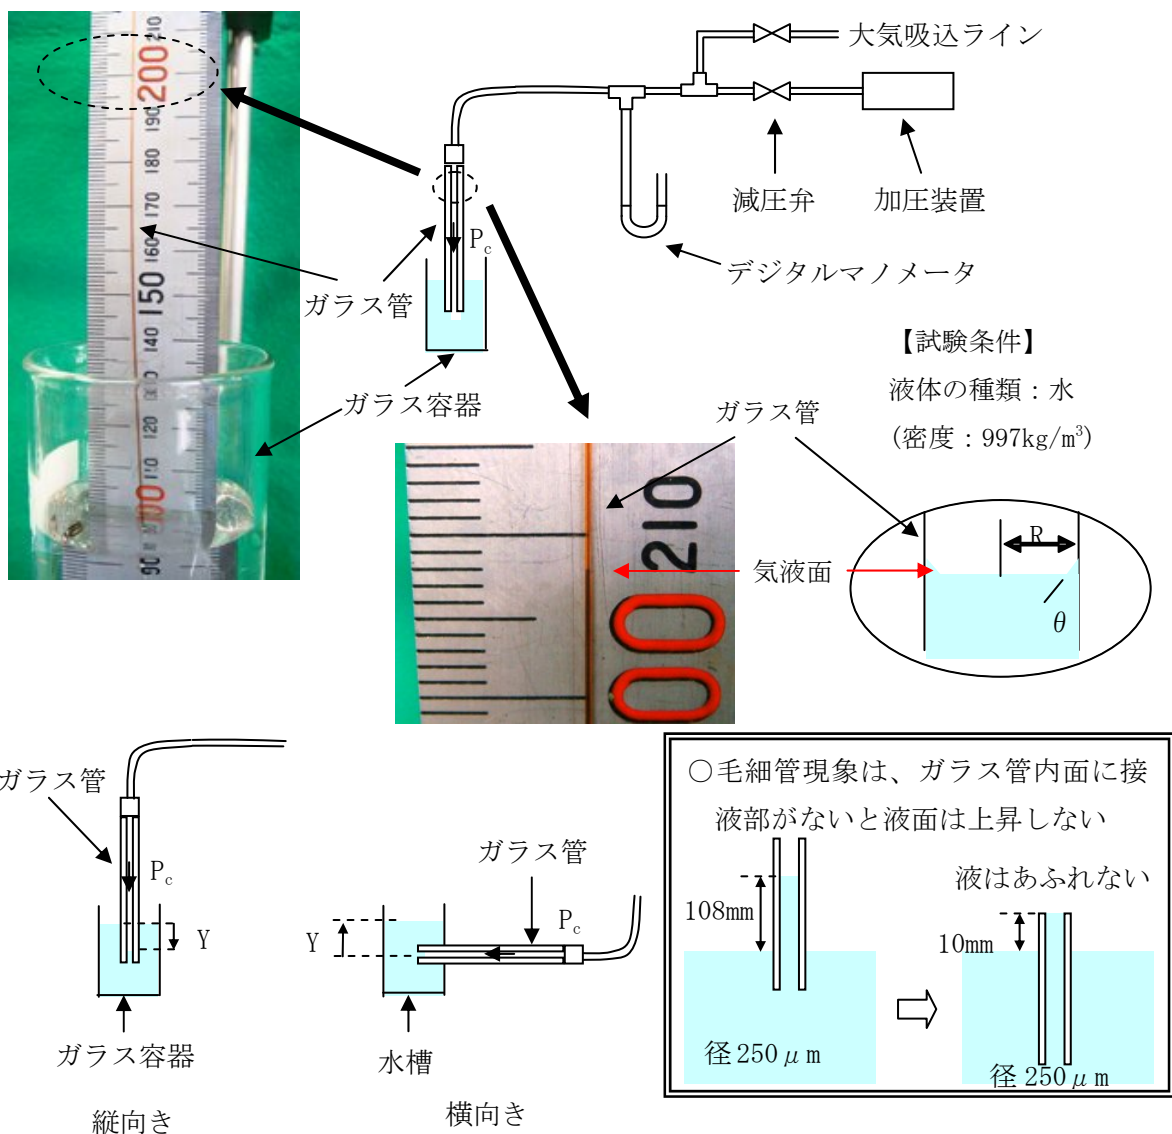 210
200
190
180
170
160
150
140
130
120
110
100
90
大気吸込ライン
減圧弁
加圧装置
Pc
デジタルマノメータ
ガラス管
ガラス容器
【試験条件】
液体の種類：水
(密度：997kg/m³)
ガラス管
210
00
気液面
R
θ
ガラス管
Pc
Y
ガラス容器
縦向き
ガラス管
Pc
Y
水槽
横向き
○毛細管現象は、ガラス管内面に接
液部がないと液面は上昇しない
液はあふれない
108mm
10mm
径250μm
径250μm